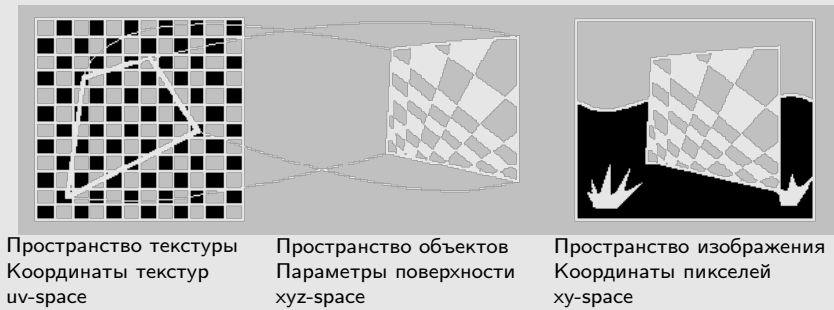 Пространство текстуры
Координаты текстур
uv-space
Пространство объектов
Параметры поверхности
xyz-space
Пространство изображения
Координаты пикселей
xy-space